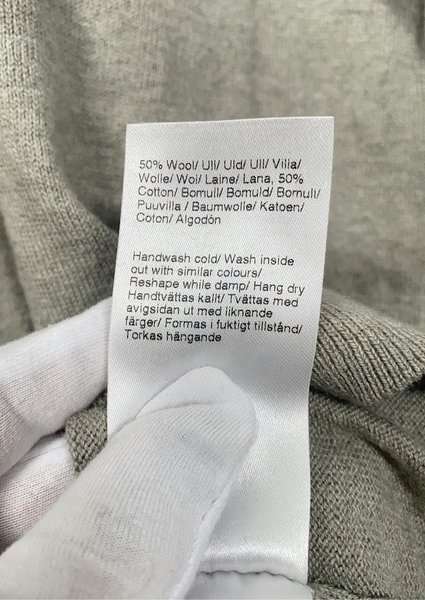 50% Wool/ Ull/ Uld/ Ull/ Villa/
Wolle/ Wol/ Laine/ Lana, 50%
Cotton/ Bomull/ Bomuld/ Bomull/
Puuvilla / Baumwolle/ Katoen/
Coton/ Algodón
Handwash cold/ Wash inside
out with similar colours/
Reshape while damp/ Hang dry
Handtvättas kallt/ Tvättas med
avigsidan ut med liknande
färger/ Formas i fuktigt tillstånd/
Torkas hängande